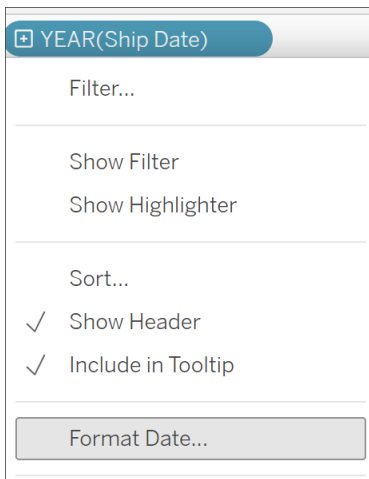 YEAR(Ship Date)
Filter...
Show Filter
Show Highlighter
Sort...
Show Header
Include in Tooltip
Format Date...